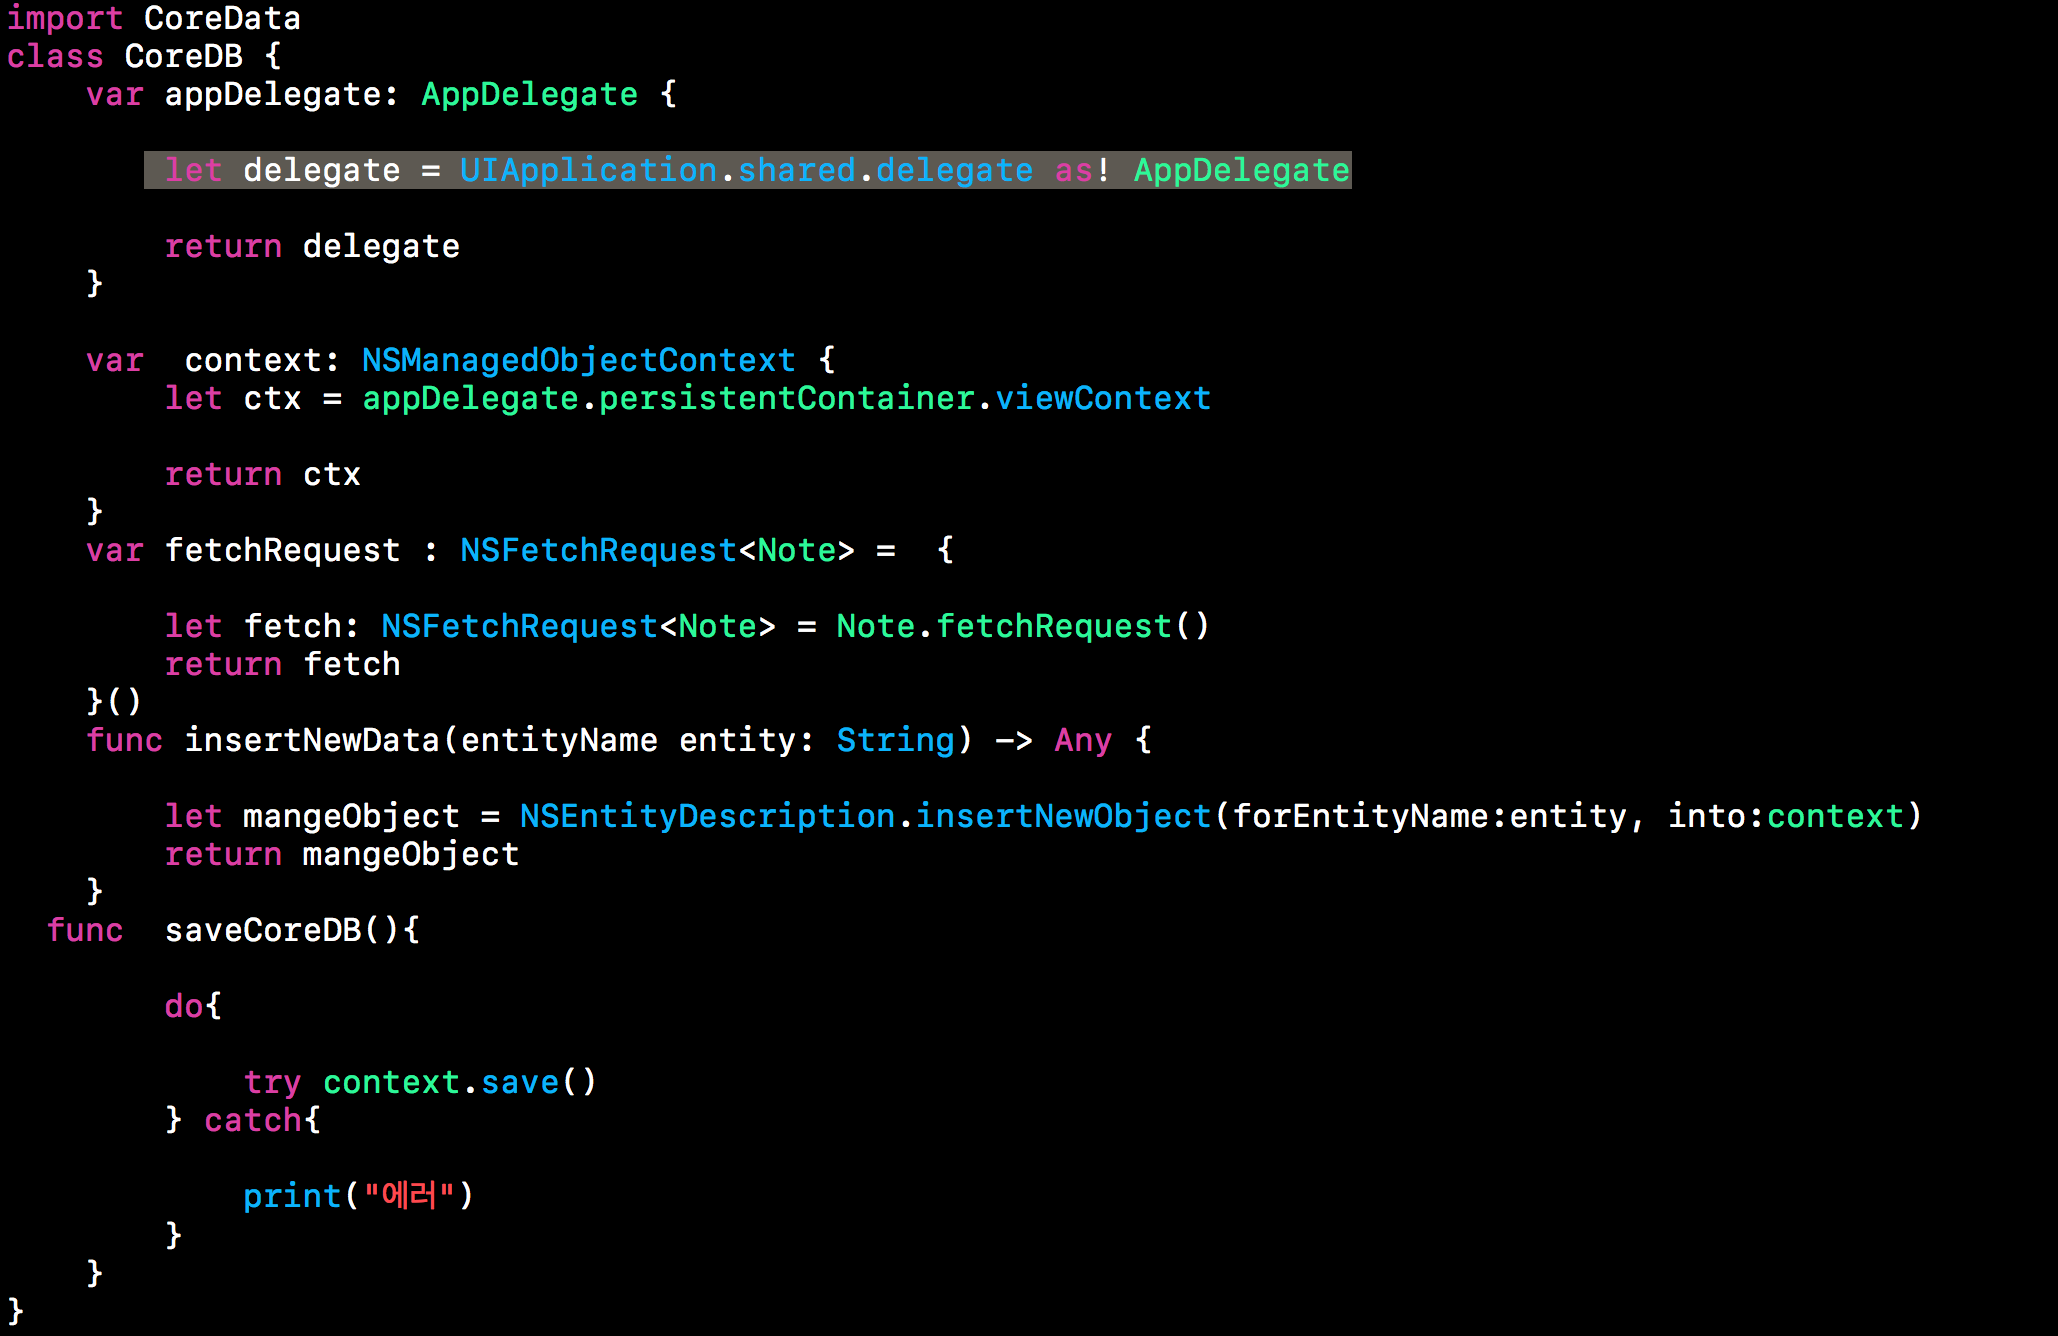 import CoreData
class CoreDB {
var appDelegate: AppDelegate {
let delegate = UIApplication.shared.delegate as! AppDelegate
return delegate
}
var  context: NSManagedObjectContext {
let ctx = appDelegate.persistentContainer.viewContext
return ctx
}
var fetchRequest : NSFetchRequest<Note> =  {
let fetch: NSFetchRequest<Note> = Note.fetchRequest()
return fetch
}()
func insertNewData(entityName entity: String) -> Any {
let mangeObject = NSEntityDescription.insertNewObject(forEntityName:entity, into:context)
return mangeObject
}
func  saveCoreDB(){
do{
try context.save()
} catch{
print("에러")
}
}
}